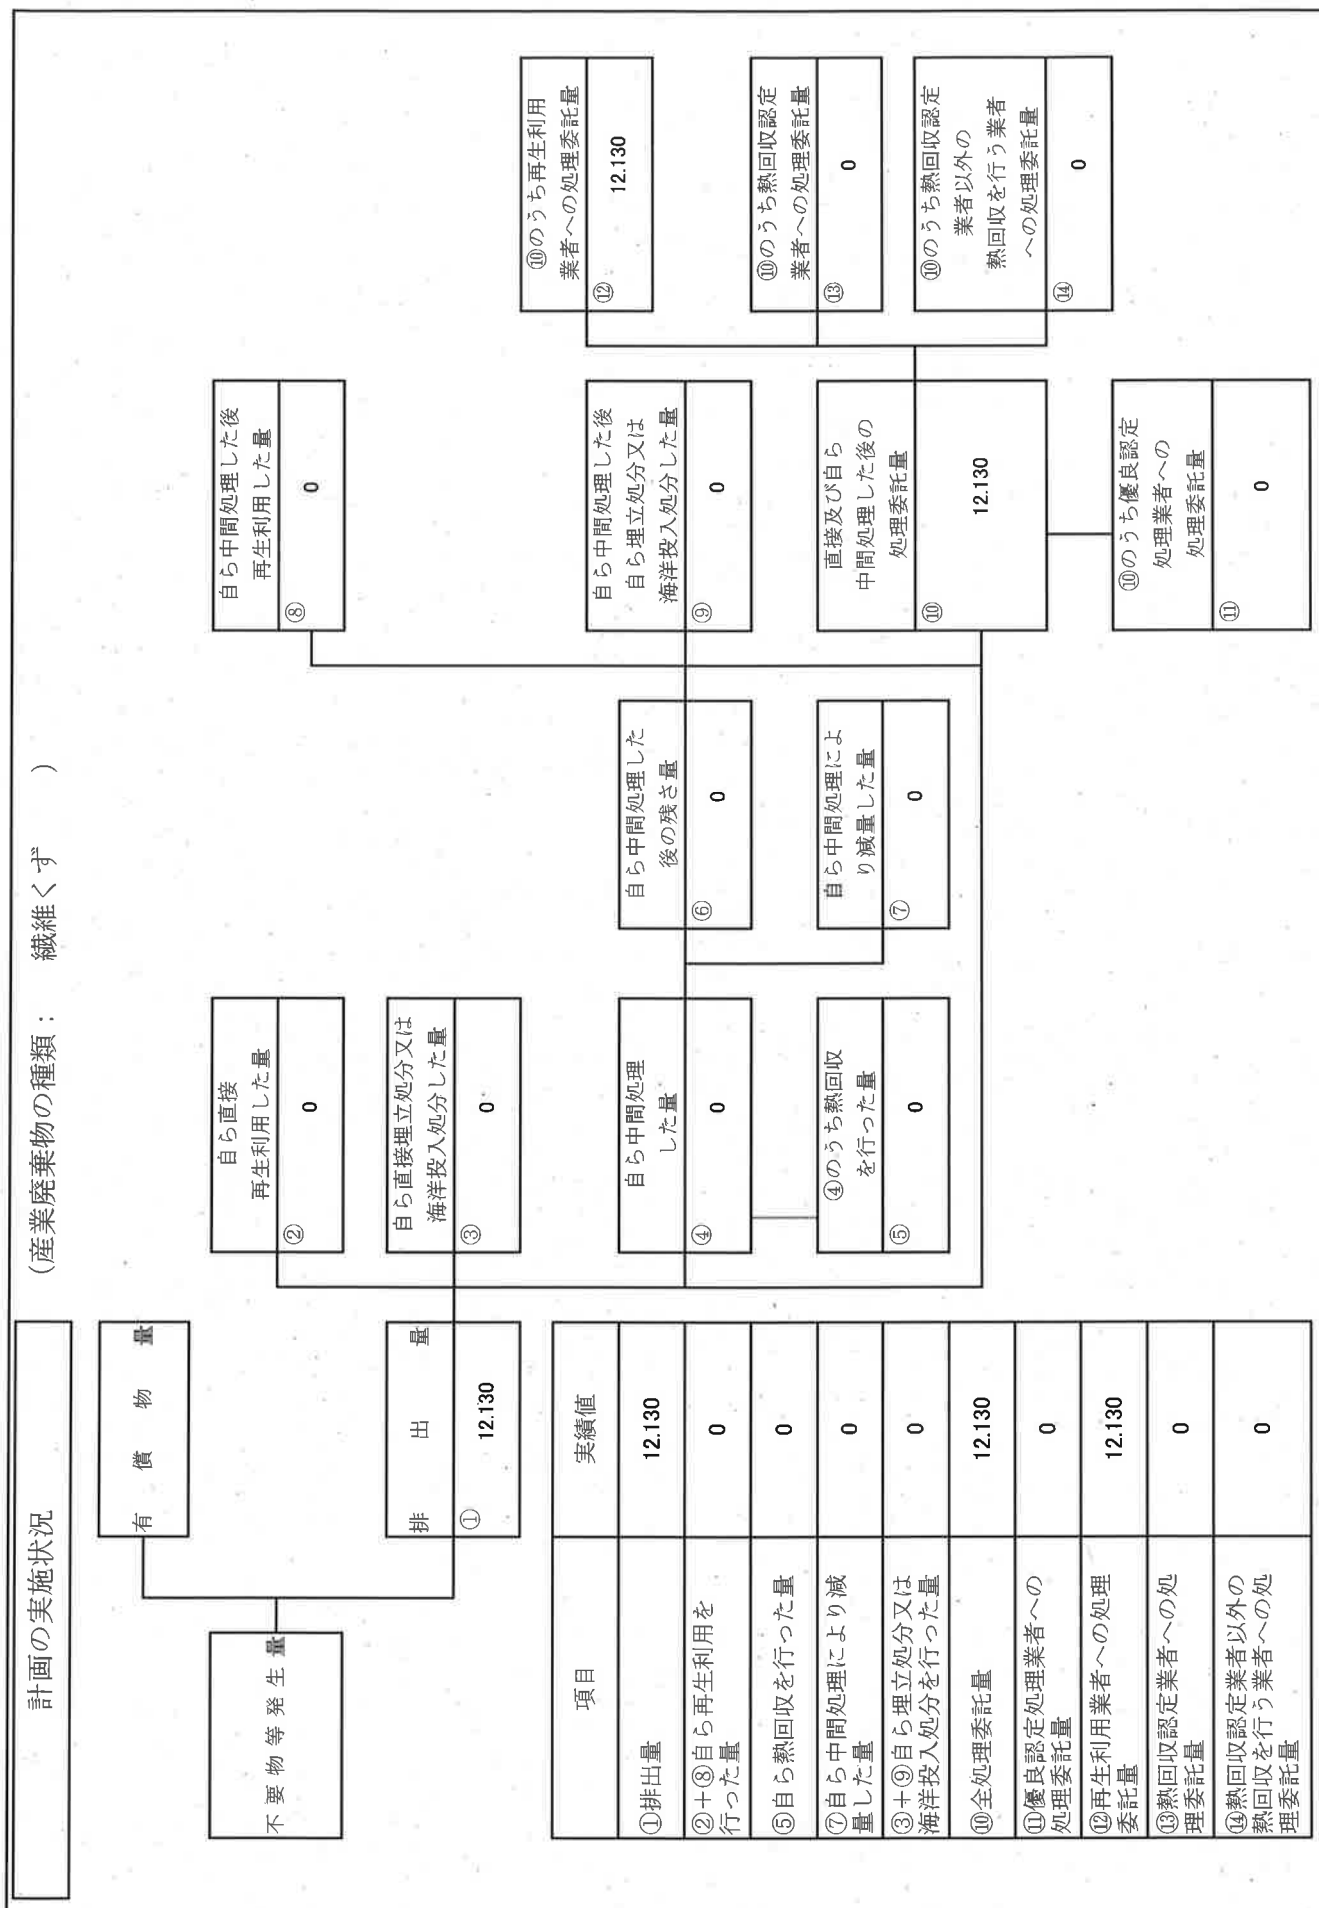 計画の実施状況
(産業廃棄物の種類： 繊維くず )
不要物等発生量
有償物量
排出量
①
12.130
自ら直接
再生利用した量
②
0
自ら直接埋立処分又は
海洋投入処分した量
③
0
自ら中間処理
した量
④
0
④のうち熱回収
を行った量
⑤
0
自ら中間処理した
後の残さ量
⑥
0
自ら中間処理によ
り減量した量
⑦
0
自ら中間処理した後
再生利用した量
⑧
0
自ら中間処理した後
自ら埋立処分又は
海洋投入処分した量
⑨
0
直接及び自ら
中間処理した後の
処理委託量
⑩
12.130
⑩のうち優良認定
処理業者への
処理委託量
⑪
0
⑩のうち再生利用
業者への処理委託量
⑫
12.130
⑩のうち熱回収認定
業者への処理委託量
⑬
0
⑩のうち熱回収認定
業者以外の
熱回収を行う業者
への処理委託量
⑭
0
項目 実績値
①排出量 12.130
②+⑧自ら再生利用を
行った量 0
⑤自ら熱回収を行った量 0
⑦自ら中間処理により減
量した量 0
③+⑨自ら埋立処分又は
海洋投入処分を行った量 0
⑩全処理委託量 12.130
⑪優良認定処理業者への
処理委託量 0
⑫再生利用業者への処理
委託量 12.130
⑬熱回収認定業者への処
理委託量 0
⑭熱回収認定業者以外の
熱回収を行う業者への処
理委託量 0